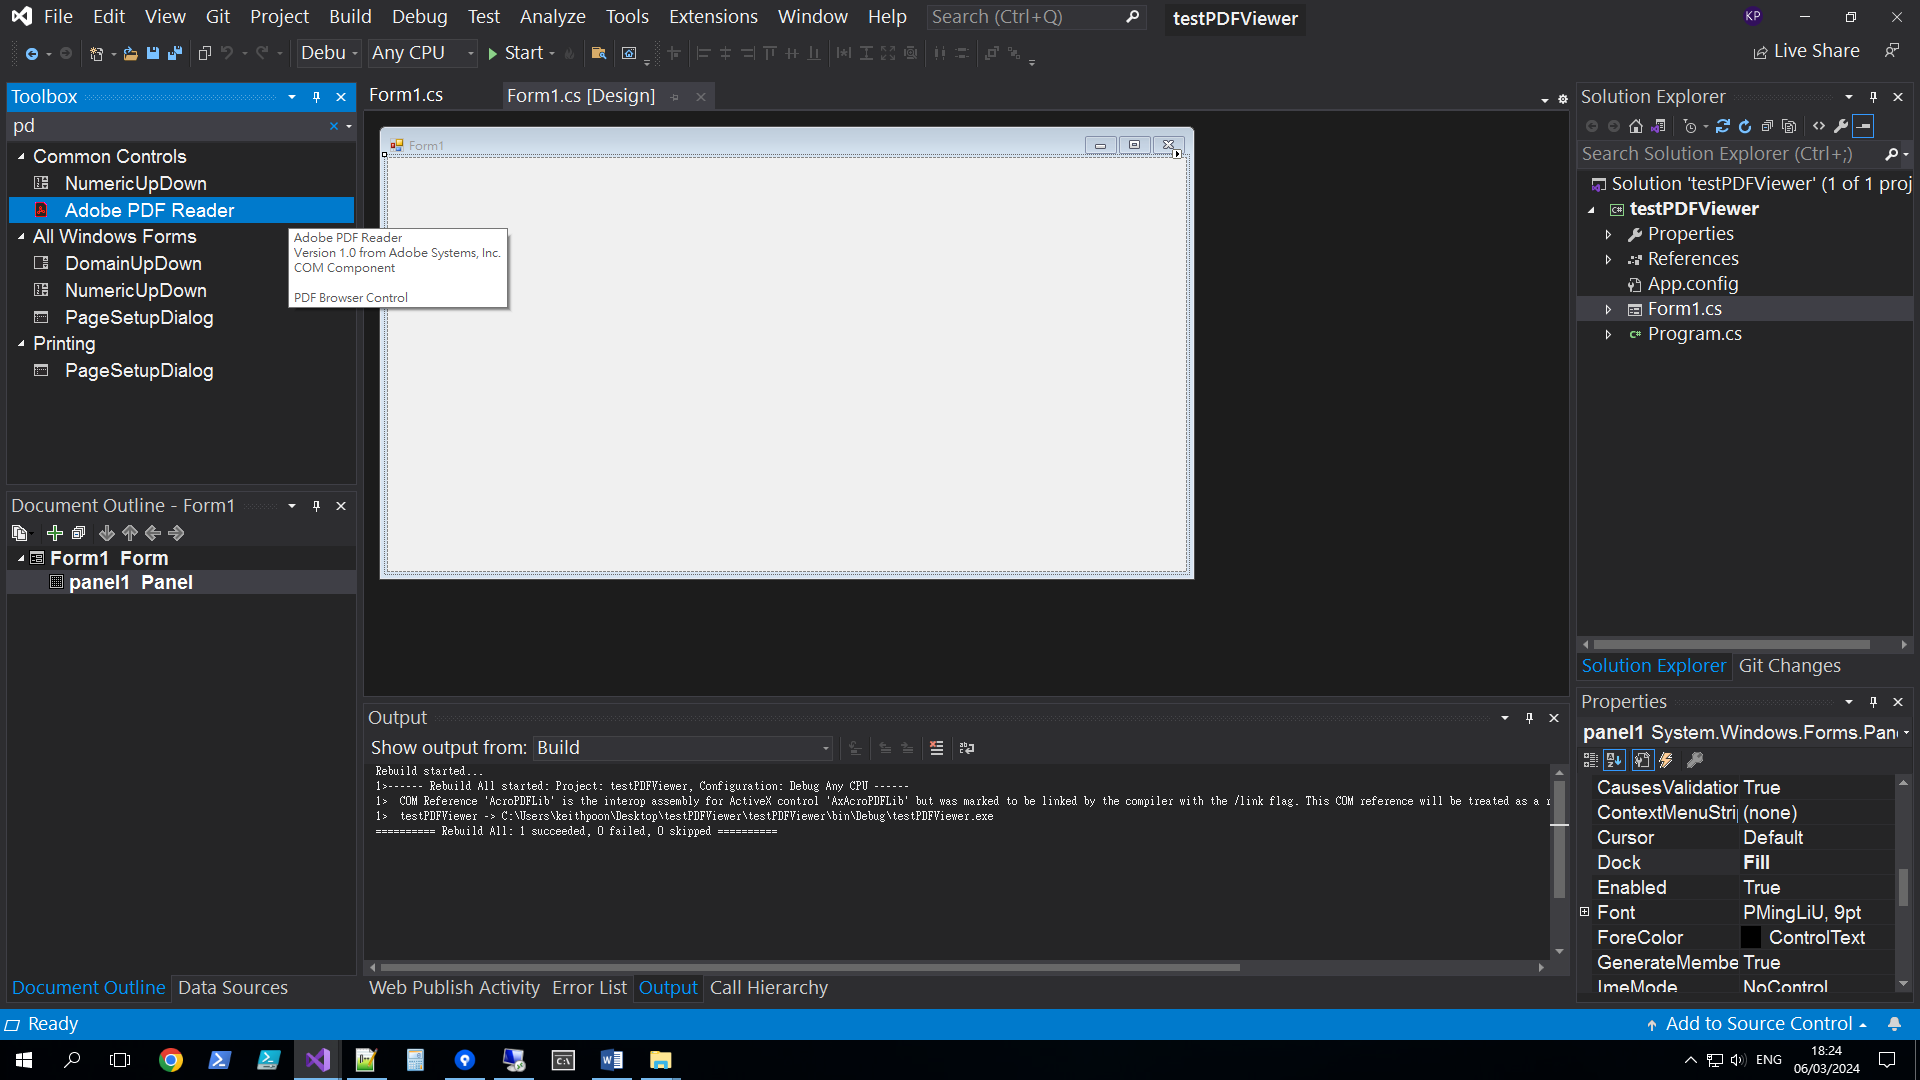 File Edit View Git Project Build Debug Test Analyze Tools Extensions Window Help Search (Ctrl+Q) testPDFViewer KP
Debu Any CPU Start Live Share
Toolbox
pd
Common Controls
NumericUpDown
Adobe PDF Reader
All Windows Forms
DomainUpDown
NumericUpDown
PageSetupDialog
Printing
PageSetupDialog
Adobe PDF Reader
Version 1.0 from Adobe Systems, Inc.
COM Component
PDF Browser Control
Document Outline - Form1
Form1 Form
panel1 Panel
Document Outline Data Sources
Form1.cs Form1.cs [Design]
Form1
Output
Show output from: Build
Rebuild started...
1>------ Rebuild All started: Project: testPDFViewer, Configuration: Debug Any CPU ------
1> COM Reference 'AcroPDFLib' is the interop assembly for ActiveX control 'AxAcroPDFLib' but was marked to be linked by the compiler with the /link flag. This COM reference will be treated as a r
1> testPDFViewer -> C:\Users\keithpoon\Desktop\testPDFViewer\testPDFViewer\bin\Debug\testPDFViewer.exe
========== Rebuild All: 1 succeeded, 0 failed, 0 skipped ==========
Web Publish Activity Error List Output Call Hierarchy
Solution Explorer
Search Solution Explorer (Ctrl+;)
Solution 'testPDFViewer' (1 of 1 proj
C# testPDFViewer
Properties
References
App.config
Form1.cs
C# Program.cs
Solution Explorer Git Changes
Properties
panel1 System.Windows.Forms.Pan
CausesValidation True
ContextMenuStri (none)
Cursor Default
Dock Fill
Enabled True
Font PMingLiU, 9pt
ForeColor ControlText
GenerateMembe True
ImeMode NoControl
Ready Add to Source Control
ENG
18:24
06/03/2024